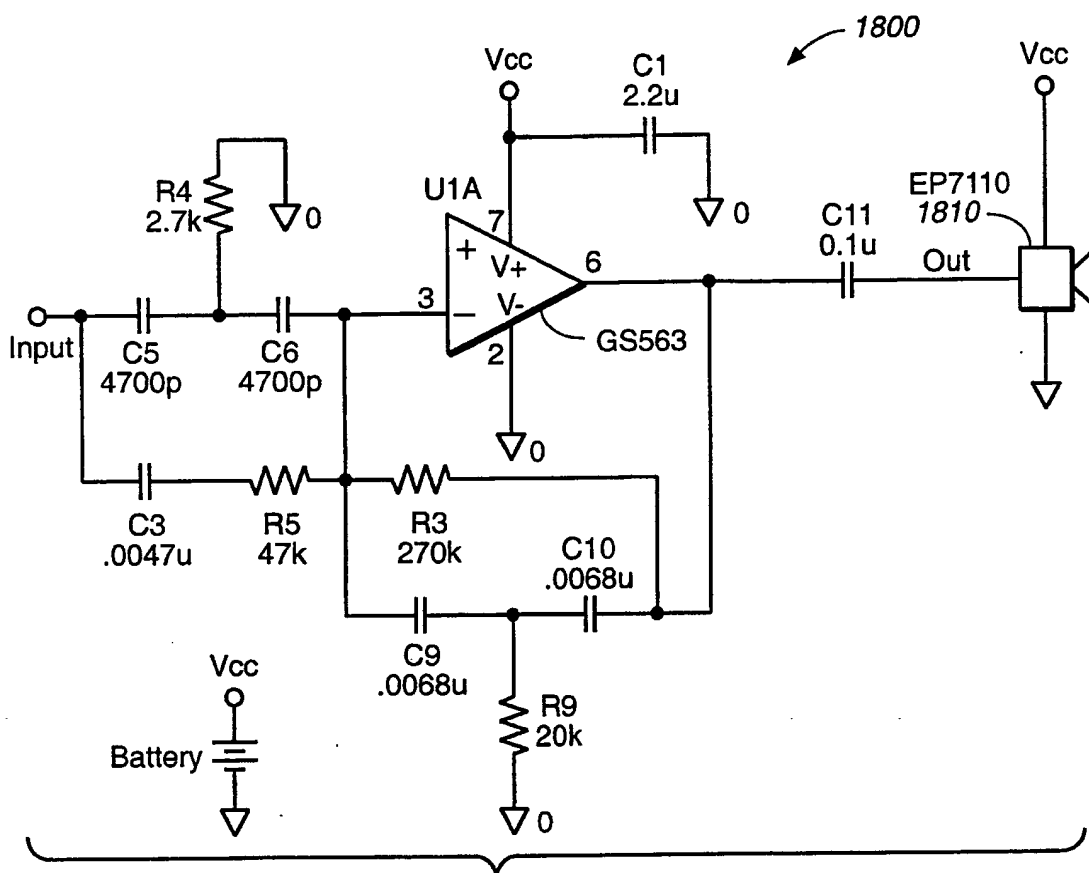 1800
Vcc
C1
2.2u
Vcc
R4
2.7k
0
U1A
7
0
EP7110
1810
C11
0.1u
+
V+
6
Out
3
−
V-
Input
C5
4700p
C6
4700p
2
GS563
0
C3
.0047u
R5
47k
R3
270k
C10
.0068u
C9
.0068u
Vcc
R9
20k
Battery
0